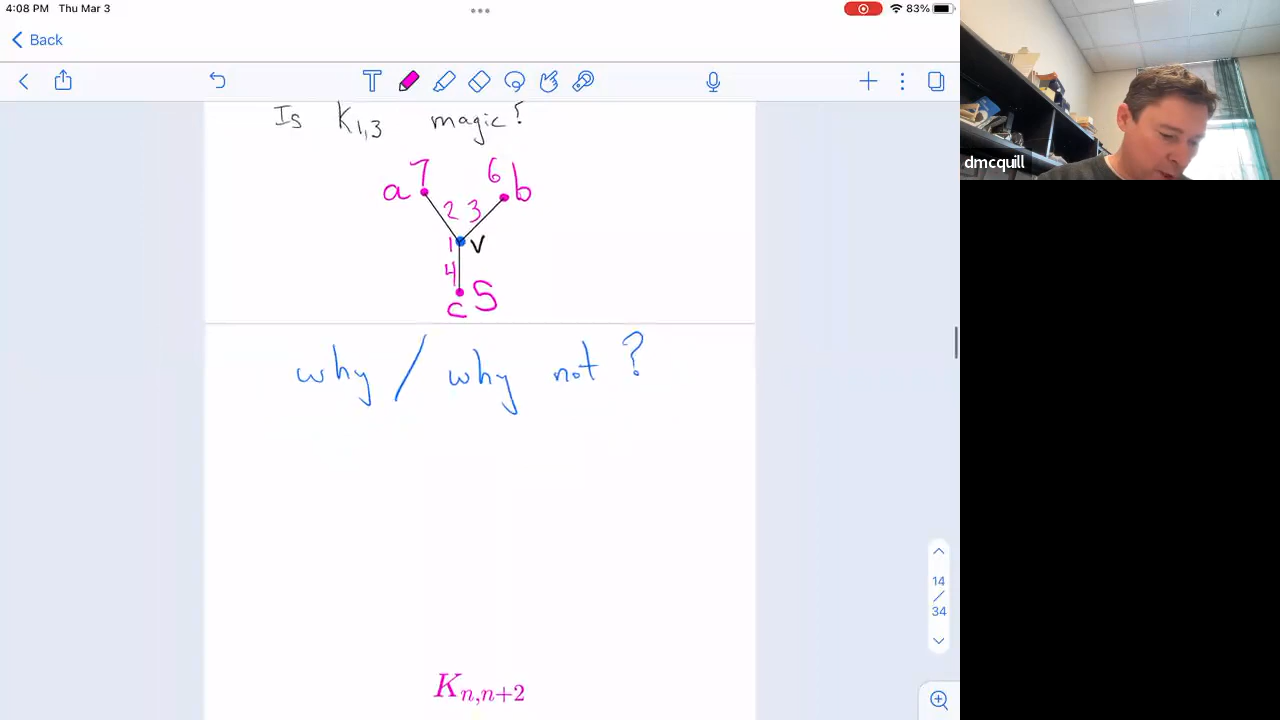 4:08 PM Thu Mar 3
83%
Back
T
Is K1,3 magic?
7 6
a b
2 3
1 v
4
c 5
why / why not ?
14
/
34
K_{n,n+2}
dmcquill